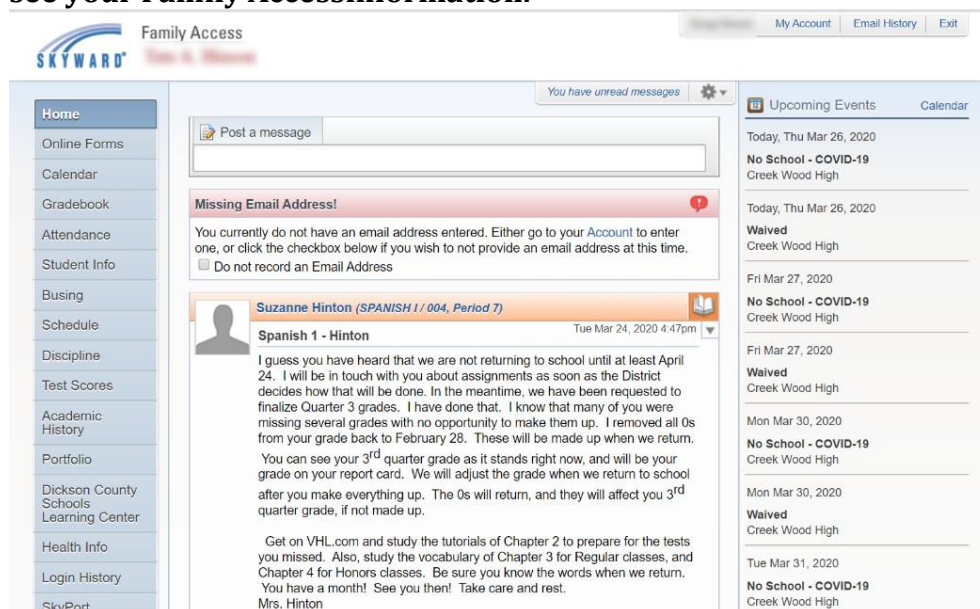 see your Family Access information.
SKYWARD
Family Access
My Account
Email History
Exit
Home
Online Forms
Calendar
Gradebook
Attendance
Student Info
Busing
Schedule
Discipline
Test Scores
Academic
History
Portfolio
Dickson County
Schools
Learning Center
Health Info
Login History
SkyPort
You have unread messages
Post a message
Missing Email Address!
You currently do not have an email address entered. Either go to your Account to enter
one, or click the checkbox below if you wish to not provide an email address at this time.
Do not record an Email Address
Suzanne Hinton (SPANISH I / 004, Period 7)
Spanish 1 - Hinton
Tue Mar 24, 2020 4:47pm
I guess you have heard that we are not returning to school until at least April
24. I will be in touch with you about assignments as soon as the District
decides how that will be done. In the meantime, we have been requested to
finalize Quarter 3 grades. I have done that. I know that many of you were
missing several grades with no opportunity to make them up. I removed all 0s
from your grade back to February 28. These will be made up when we return.
You can see your 3rd quarter grade as it stands right now, and will be your
grade on your report card. We will adjust the grade when we return to school
after you make everything up. The 0s will return, and they will affect you 3rd
quarter grade, if not made up.
Get on VHL.com and study the tutorials of Chapter 2 to prepare for the tests
you missed. Also, study the vocabulary of Chapter 3 for Regular classes, and
Chapter 4 for Honors classes. Be sure you know the words when we return.
You have a month! See you then! Take care and rest.
Mrs. Hinton
Upcoming Events
Calendar
Today, Thu Mar 26, 2020
No School - COVID-19
Creek Wood High
Today, Thu Mar 26, 2020
Waived
Creek Wood High
Fri Mar 27, 2020
No School - COVID-19
Creek Wood High
Fri Mar 27, 2020
Waived
Creek Wood High
Mon Mar 30, 2020
No School - COVID-19
Creek Wood High
Mon Mar 30, 2020
Waived
Creek Wood High
Tue Mar 31, 2020
No School - COVID-19
Creek Wood High